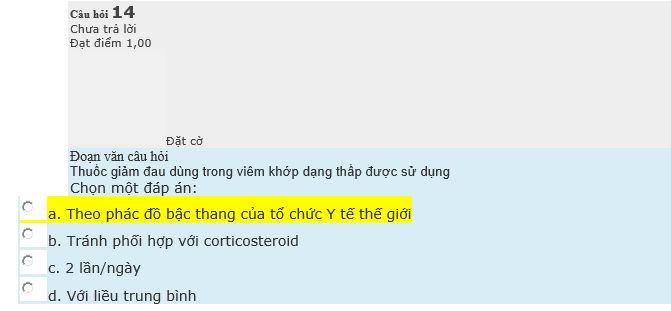 Câu hỏi 14
Chưa trả lời
Đạt điểm 1,00
Đặt cờ
Đoạn văn câu hỏi
Thuốc giảm đau dùng trong viêm khớp dạng thấp được sử dụng
Chọn một đáp án:
a. Theo phác đồ bậc thang của tổ chức Y tế thế giới
b. Tránh phối hợp với corticosteroid
c. 2 lần/ngày
d. Với liều trung bình